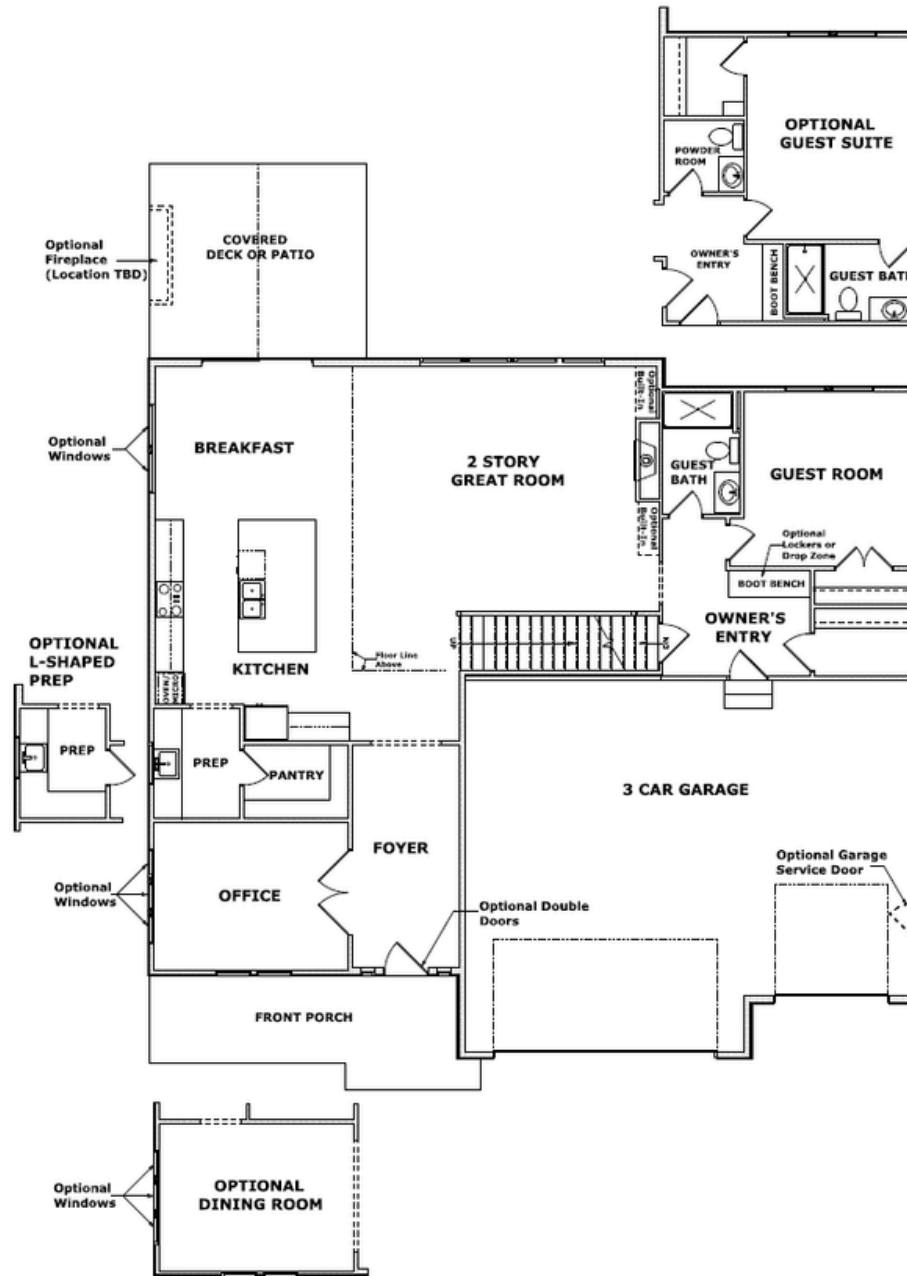 OPTIONAL
GUEST SUITE
POWDER
ROOM
OWNER'S
ENTRY
BOOT BENCH
GUEST BATH
Optional
Fireplace
(Location TBD)
COVERED
DECK OR PATIO
Optional
Windows
BREAKFAST
2 STORY
GREAT ROOM
Optional
Built-In
Optional
Built-In
GUEST
BATH
GUEST ROOM
Optional
Lockers or
Drop Zone
BOOT BENCH
OWNER'S
ENTRY
UP
DN
Floor Line
Above
KITCHEN
OVEN/
MICRO
OPTIONAL
L-SHAPED
PREP
PREP
PREP
PANTRY
3 CAR GARAGE
FOYER
Optional Garage
Service Door
Optional
Windows
OFFICE
Optional Double
Doors
FRONT PORCH
Optional
Windows
OPTIONAL
DINING ROOM